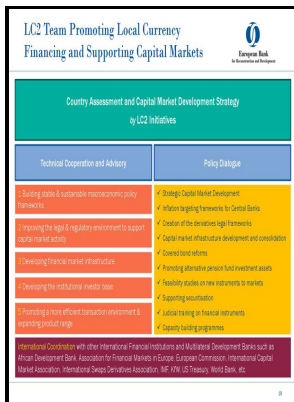 LC2 Team Promoting Local Currency
Financing and Supporting Capital Markets
European Bank
for Reconstruction and Development
Country Assessment and Capital Market Development Strategy
by LC2 Initiatives
Technical Cooperation and Advisory
Policy Dialogue
1 Building stable & sustainable macroeconomic policy
frameworks
2 Improving the legal & regulatory environment to support
capital market activity
3 Developing financial market infrastructure
4 Developing the institutional investor base
5 Promoting a more efficient transaction environment &
expanding product range
✓ Strategic Capital Market Development
✓ Inflation targeting frameworks for Central Banks
✓ Creation of the derivatives legal frameworks
✓ Capital market infrastructure development and consolidation
✓ Covered bond reforms
✓ Promoting alternative pension fund investment assets
✓ Feasibility studies on new instruments to markets
✓ Supporting securitisation
✓ Judicial training on financial instruments
✓ Capacity building programmes
International Coordination with other International Financial Institutions and Multilateral Development Banks such as
African Development Bank, Association for Financial Markets in Europe, European Commission, International Capital
Market Association, International Swaps Derivatives Association, IMF, KfW, US Treasury, World Bank, etc.